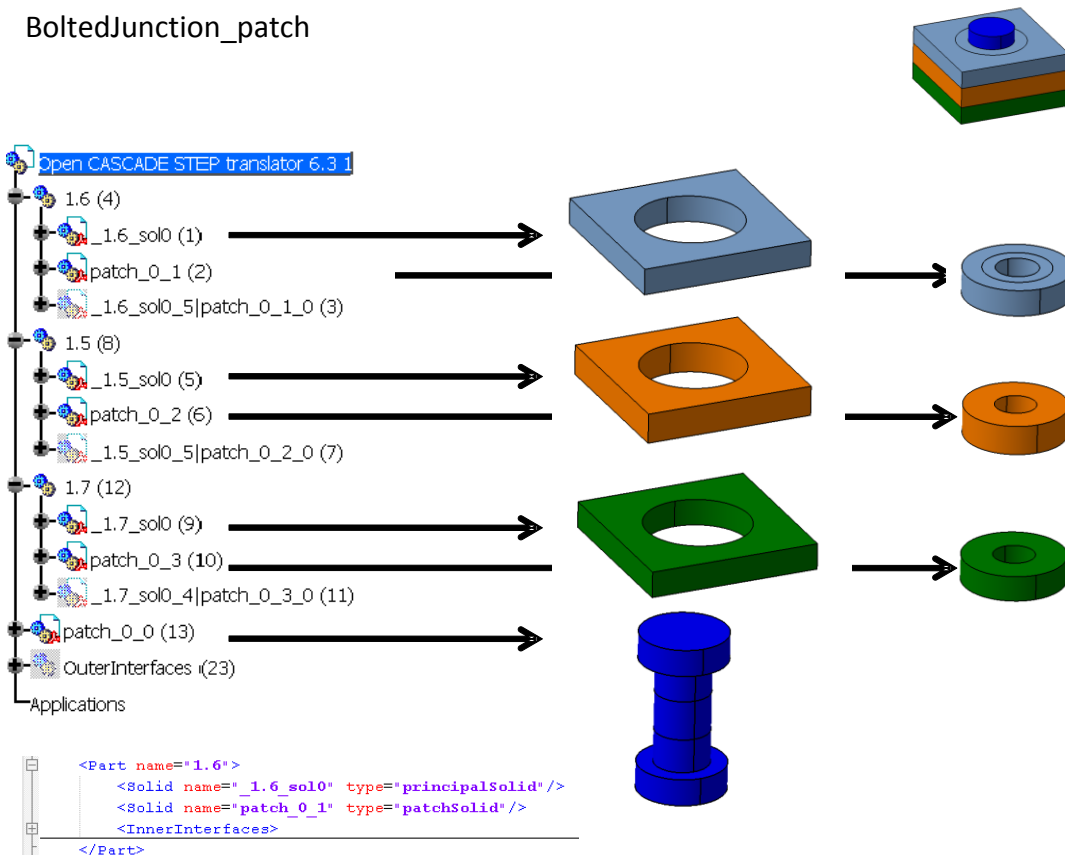 BoltedJunction_patch
Open CASCADE STEP translator 6.3 1
1.6 (4)
_1.6_sol0 (1)
patch_0_1 (2)
_1.6_sol0_5|patch_0_1_0 (3)
1.5 (8)
_1.5_sol0 (5)
patch_0_2 (6)
_1.5_sol0_5|patch_0_2_0 (7)
1.7 (12)
_1.7_sol0 (9)
patch_0_3 (10)
_1.7_sol0_4|patch_0_3_0 (11)
patch_0_0 (13)
OuterInterfaces (23)
Applications
<Part name="1.6">
<Solid name="_1.6_sol0" type="principalSolid"/>
<Solid name="patch_0_1" type="patchSolid"/>
<InnerInterfaces>
</Part>